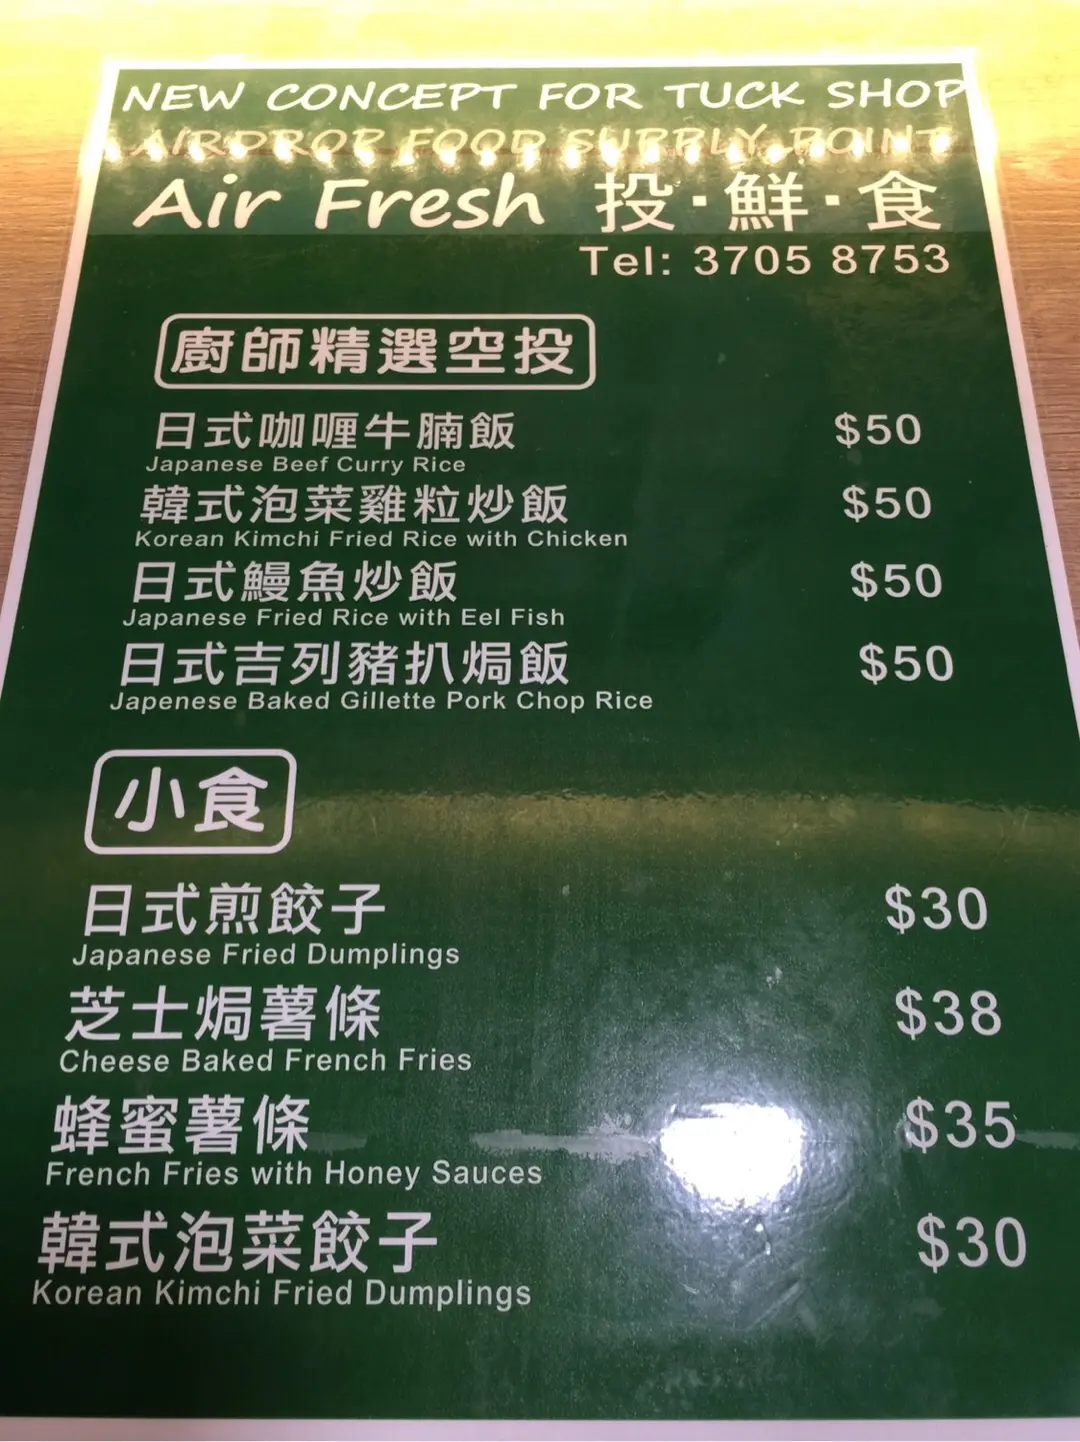 NEW CONCEPT FOR TUCK SHOP
AIRDROP FOOD SUPPLY POINT
Air Fresh 投·鮮·食
Tel: 3705 8753
廚師精選空投
日式咖喱牛腩飯 $50
Japanese Beef Curry Rice
韓式泡菜雞粒炒飯 $50
Korean Kimchi Fried Rice with Chicken
日式鰻魚炒飯 $50
Japanese Fried Rice with Eel Fish
日式吉列豬扒焗飯 $50
Japenese Baked Gillette Pork Chop Rice
小食
日式煎餃子 $30
Japanese Fried Dumplings
芝士焗薯條 $38
Cheese Baked French Fries
蜂蜜薯條 $35
French Fries with Honey Sauces
韓式泡菜餃子 $30
Korean Kimchi Fried Dumplings